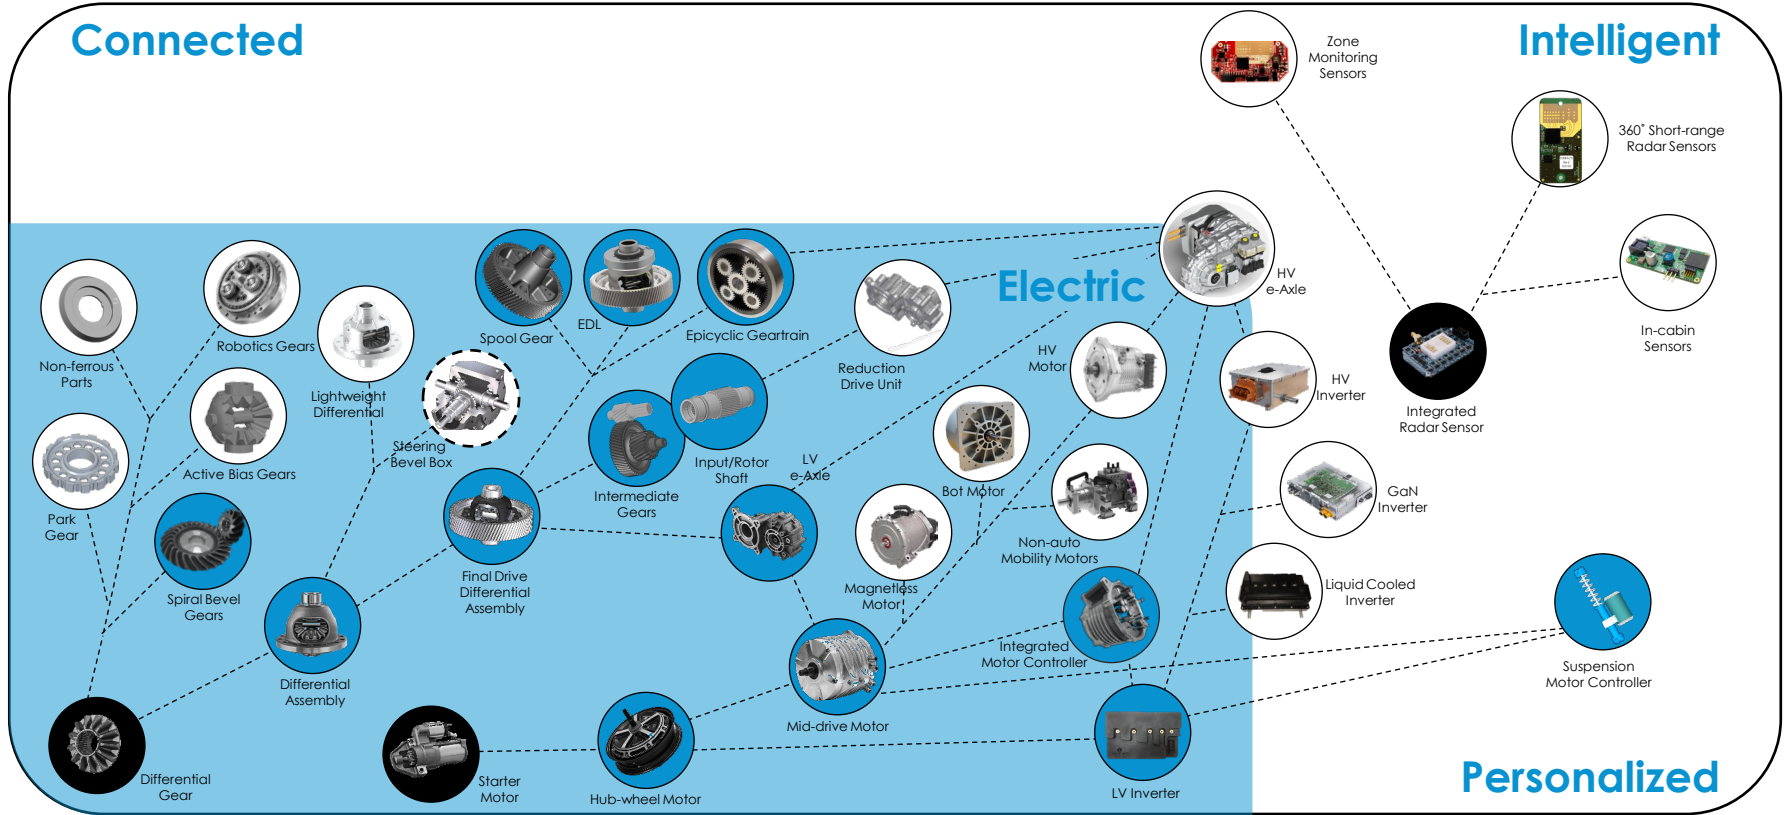 Connected
Intelligent
Zone
Monitoring
Sensors
360° Short-range
Radar Sensors
Electric
HV
e-Axle
In-cabin
Sensors
Spool Gear
EDL
Epicyclic Geartrain
Robotics Gears
Non-ferrous
Parts
Lightweight
Differential
Reduction
Drive Unit
HV
Motor
HV
Inverter
Integrated
Radar Sensor
Steering
Bevel Box
Active Bias Gears
Input/Rotor
Shaft
LV
e-Axle
Intermediate
Gears
Bot Motor
GaN
Inverter
Park
Gear
Non-auto
Mobility Motors
Final Drive
Differential
Assembly
Magnetless
Motor
Liquid Cooled
Inverter
Spiral Bevel
Gears
Integrated
Motor Controller
Suspension
Motor Controller
Differential
Assembly
Mid-drive Motor
Personalized
Differential
Gear
Starter
Motor
Hub-wheel Motor
LV Inverter